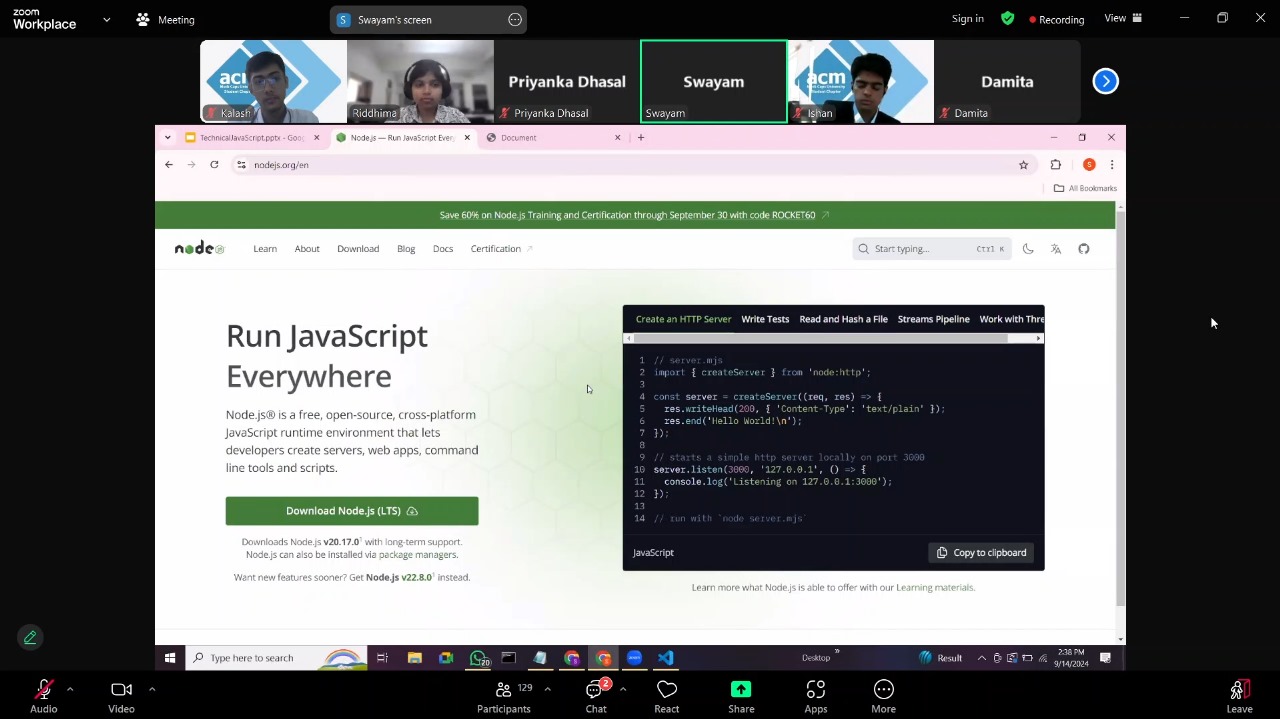 zoom
Workplace
Meeting
S Swayam's screen
Sign in
Recording
View
acm
Kalash
Riddhima
Priyanka Dhasal
Priyanka Dhasal
Swayam
Swayam
acm
Ishan
Damita
Damita
TechnicalJavaScript.pptx - Goo
Node.js — Run JavaScript Ever
Document
nodejs.org/en
S
All Bookmarks
Save 60% on Node.js Training and Certification through September 30 with code ROCKET60
node
Learn
About
Download
Blog
Docs
Certification
Start typing...
Ctrl K
Run JavaScript
Everywhere
Node.js® is a free, open-source, cross-platform
JavaScript runtime environment that lets
developers create servers, web apps, command
line tools and scripts.
Download Node.js (LTS)
Downloads Node.js v20.17.0¹ with long-term support.
Node.js can also be installed via package managers.
Want new features sooner? Get Node.js v22.8.0¹ instead.
Create an HTTP Server
Write Tests
Read and Hash a File
Streams Pipeline
Work with Thre
1 // server.mjs
2 import { createServer } from 'node:http';
3
4 const server = createServer((req, res) => {
5 res.writeHead(200, { 'Content-Type': 'text/plain' });
6 res.end('Hello World!\n');
7 });
8
9 // starts a simple http server locally on port 3000
10 server.listen(3000, '127.0.0.1', () => {
11 console.log('Listening on 127.0.0.1:3000');
12 });
13
14 // run with `node server.mjs`
JavaScript
Copy to clipboard
Learn more what Node.js is able to offer with our Learning materials.
Type here to search
20
Desktop
Result
2:38 PM
9/14/2024
Audio
Video
129
Participants
2
Chat
React
Share
Apps
More
Leave